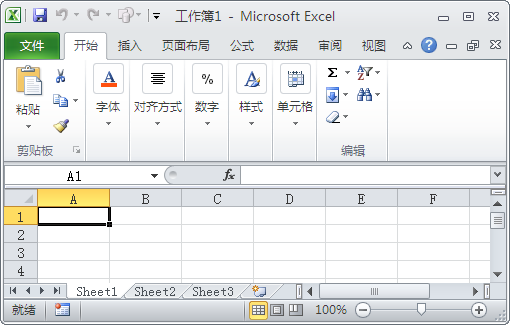 工作簿1 - Microsoft Excel
文件 开始 插入 页面布局 公式 数据 审阅 视图
粘贴 字体 对齐方式 数字 样式 单元格
剪贴板 编辑
A1 fx
A B C D E F
1
2
3
4
Sheet1 Sheet2 Sheet3
就绪 100%